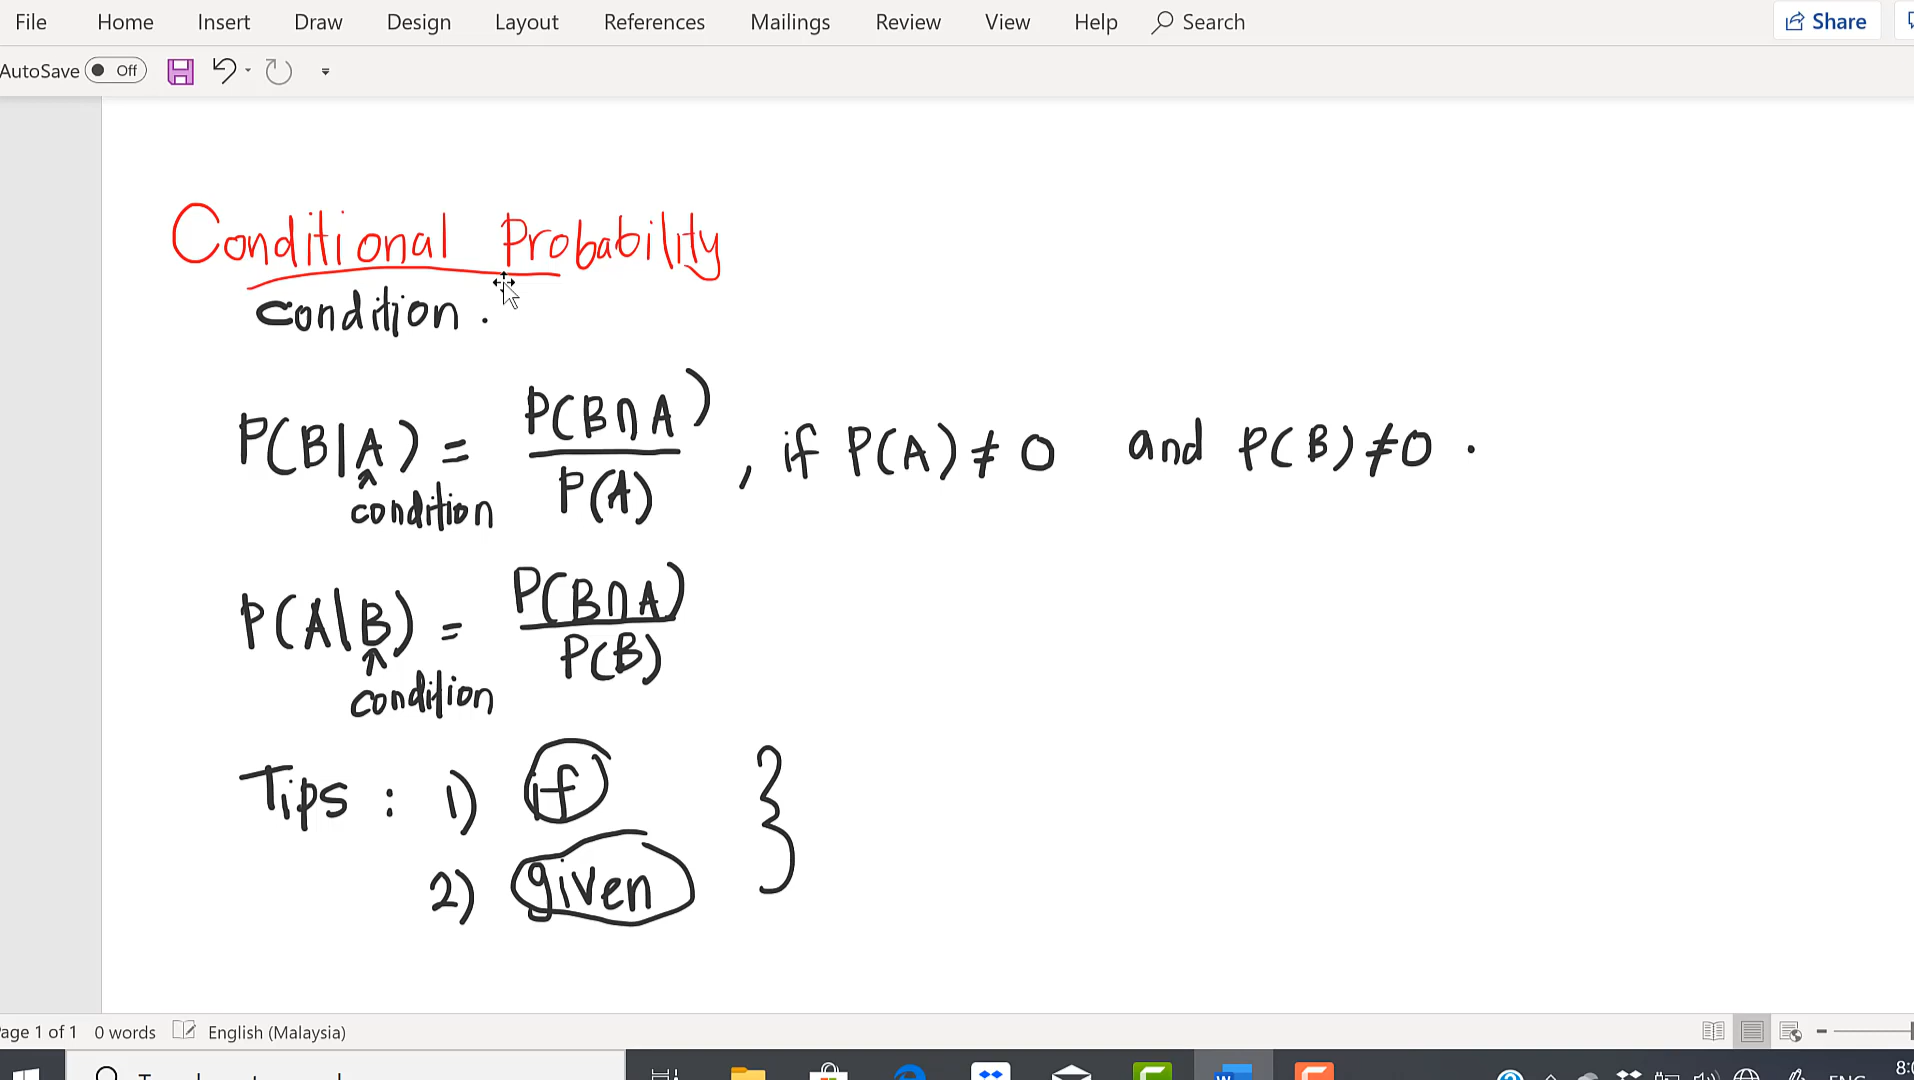 File Home Insert Draw Design Layout References Mailings Review View Help Search Share
AutoSave Off
Conditional Probability
condition .
P(B|A) = P(B∩A) / P(A) , if P(A) ≠ 0 and P(B) ≠ 0 .
condition
P(A|B) = P(B∩A) / P(B)
condition
Tips : 1) if
2) given
age 1 of 1 0 words English (Malaysia)